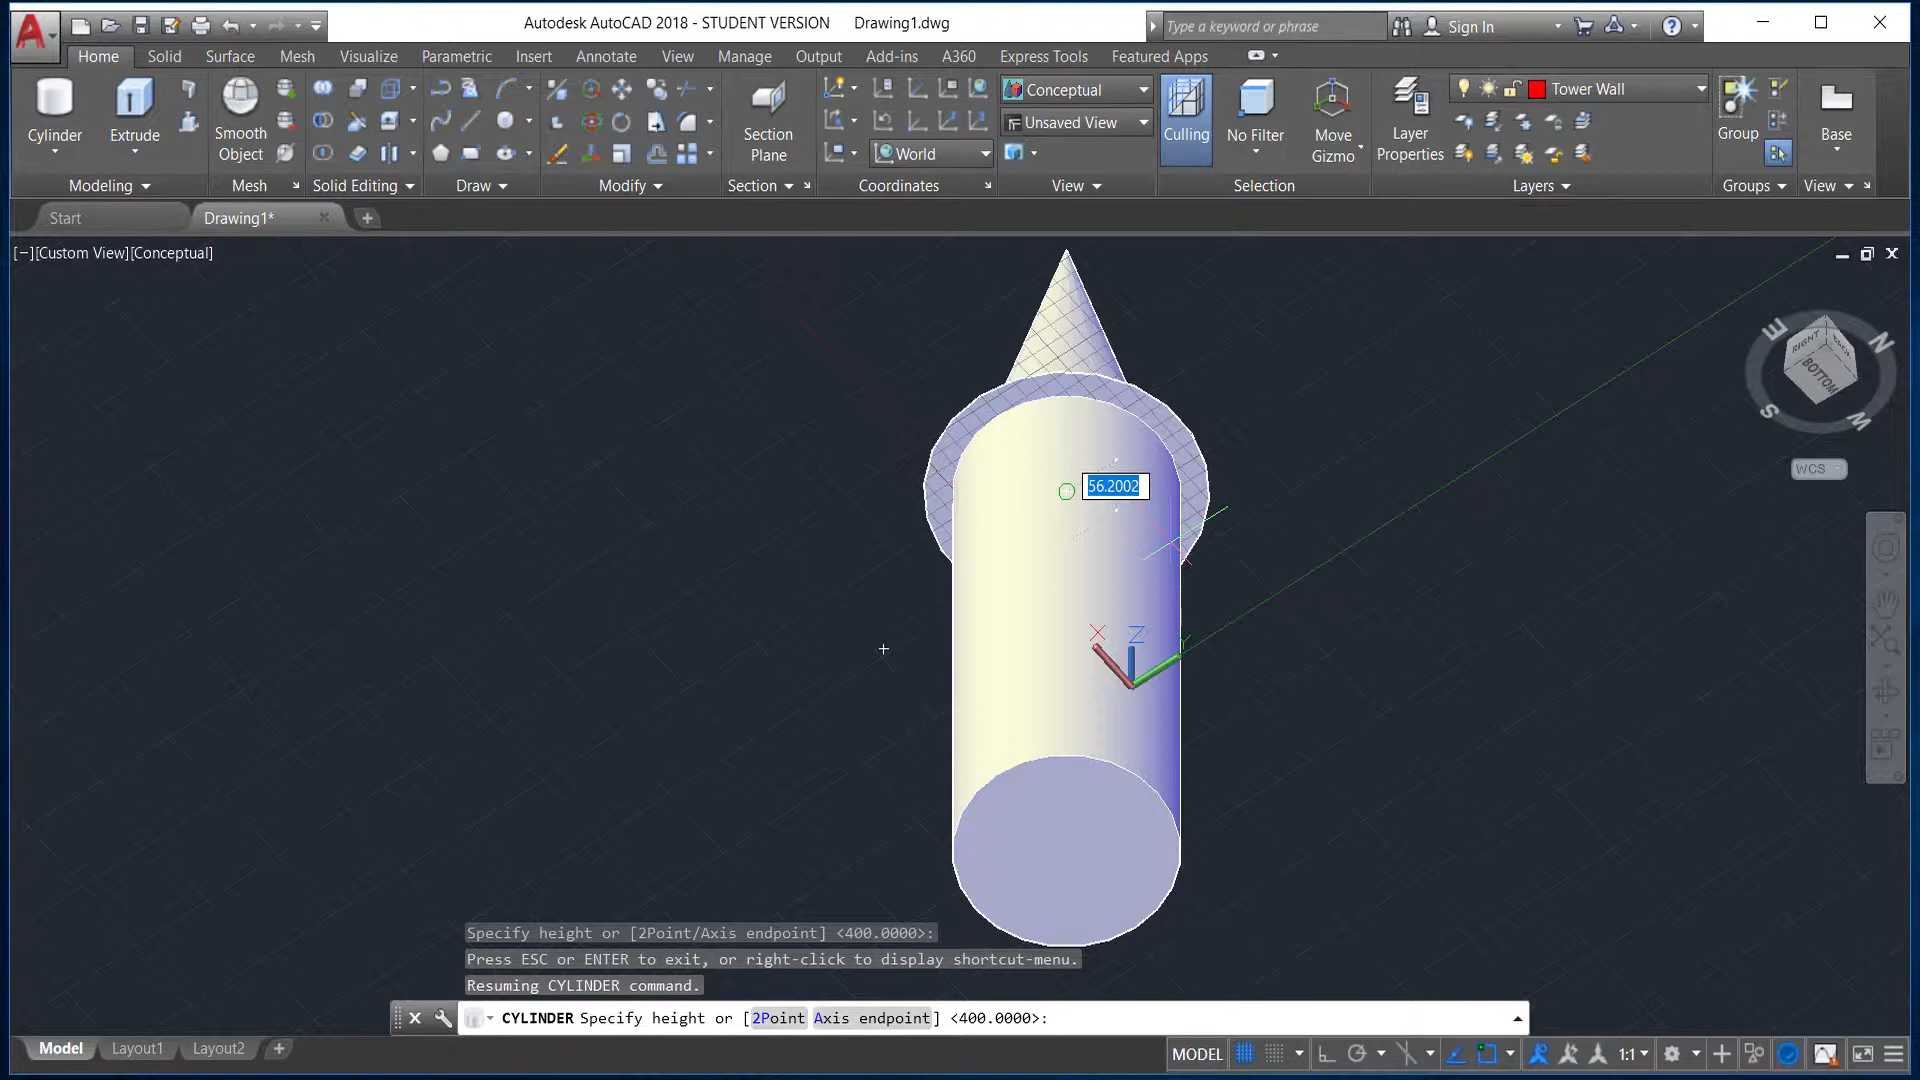 Autodesk AutoCAD 2018 - STUDENT VERSION    Drawing1.dwg
Type a keyword or phrase
Sign In
Home Solid Surface Mesh Visualize Parametric Insert Annotate View Manage Output Add-ins A360 Express Tools Featured Apps
Cylinder
Extrude
Smooth
Object
Section
Plane
World
Conceptual
Unsaved View
Culling
No Filter
Move
Gizmo
Layer
Properties
Tower Wall
Group
Base
Modeling Mesh Solid Editing Draw Modify Section Coordinates View Selection Layers Groups View
Start
Drawing1*
[−][Custom View][Conceptual]
E
N
S
W
RIGHT
BACK
BOTTOM
WCS
56.2002
X
Z
Y
Specify height or [2Point/Axis endpoint] <400.0000>:
Press ESC or ENTER to exit, or right-click to display shortcut-menu.
Resuming CYLINDER command.
CYLINDER Specify height or [2Point Axis endpoint] <400.0000>:
Model Layout1 Layout2
MODEL
1:1